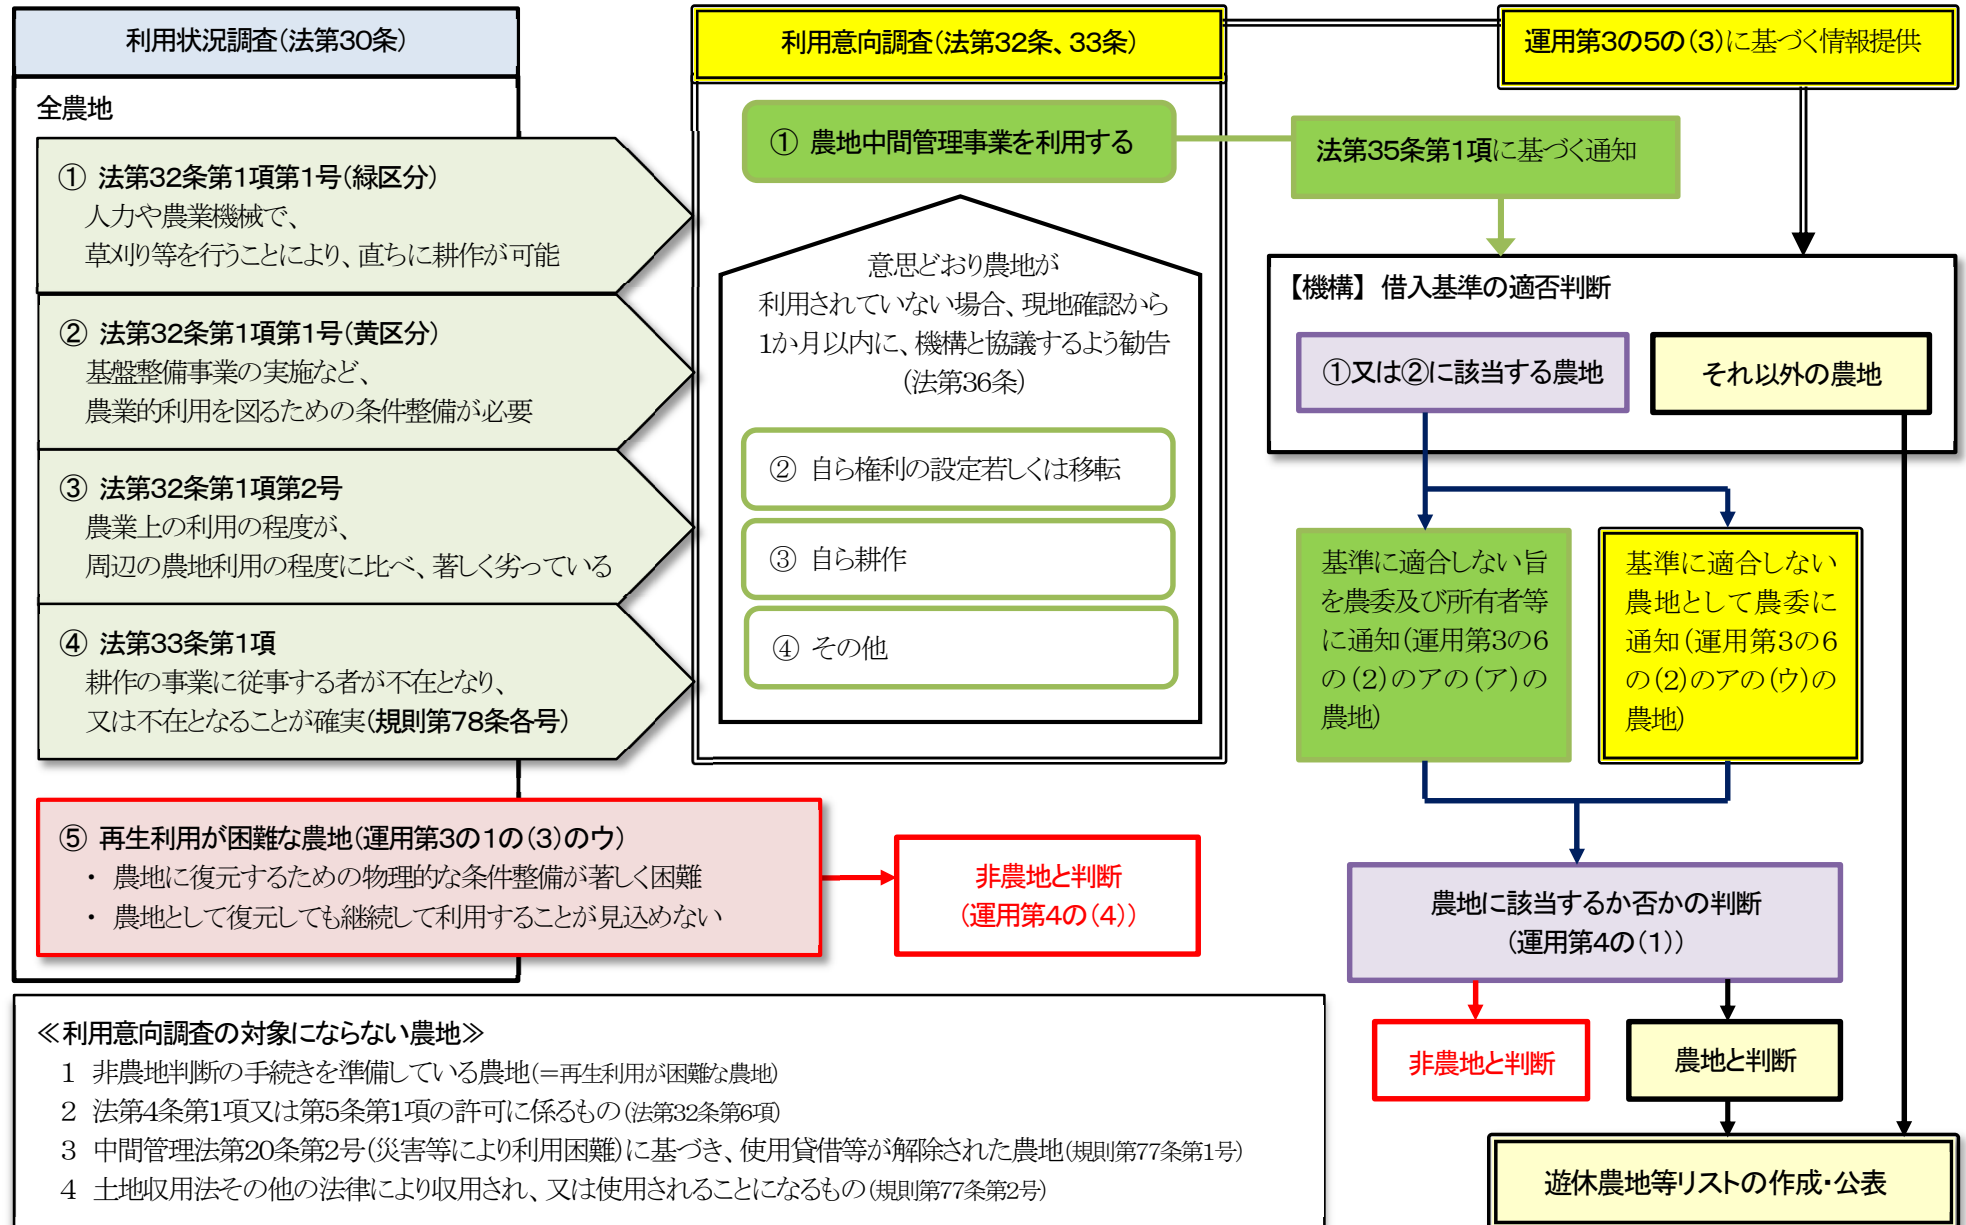 利用状況調査(法第30条)
全農地
① 法第32条第1項第1号(緑区分)
人力や農業機械で、
草刈り等を行うことにより、直ちに耕作が可能
② 法第32条第1項第1号(黄区分)
基盤整備事業の実施など、
農業的利用を図るための条件整備が必要
③ 法第32条第1項第2号
農業上の利用の程度が、
周辺の農地利用の程度に比べ、著しく劣っている
④ 法第33条第1項
耕作の事業に従事する者が不在となり、
又は不在となることが確実(規則第78条各号)
⑤ 再生利用が困難な農地(運用第3の1の(3)のウ)
・ 農地に復元するための物理的な条件整備が著しく困難
・ 農地として復元しても継続して利用することが見込めない
非農地と判断
(運用第4の(4))
利用意向調査(法第32条、33条)
① 農地中間管理事業を利用する
意思どおり農地が
利用されていない場合、現地確認から
1か月以内に、機構と協議するよう勧告
(法第36条)
② 自ら権利の設定若しくは移転
③ 自ら耕作
④ その他
運用第3の5の(3)に基づく情報提供
法第35条第1項に基づく通知
【機構】 借入基準の適否判断
①又は②に該当する農地
それ以外の農地
基準に適合しない旨
を農委及び所有者等
に通知(運用第3の6
の(2)のアの(ア)の
農地)
基準に適合しない
農地として農委に
通知(運用第3の6
の(2)のアの(ウ)の
農地)
農地に該当するか否かの判断
(運用第4の(1))
非農地と判断
農地と判断
遊休農地等リストの作成・公表
≪利用意向調査の対象にならない農地≫
1 非農地判断の手続きを準備している農地(=再生利用が困難な農地)
2 法第4条第1項又は第5条第1項の許可に係るもの(法第32条第6項)
3 中間管理法第20条第2号(災害等により利用困難)に基づき、使用貸借等が解除された農地(規則第77条第1号)
4 土地収用法その他の法律により収用され、又は使用されることになるもの(規則第77条第2号)